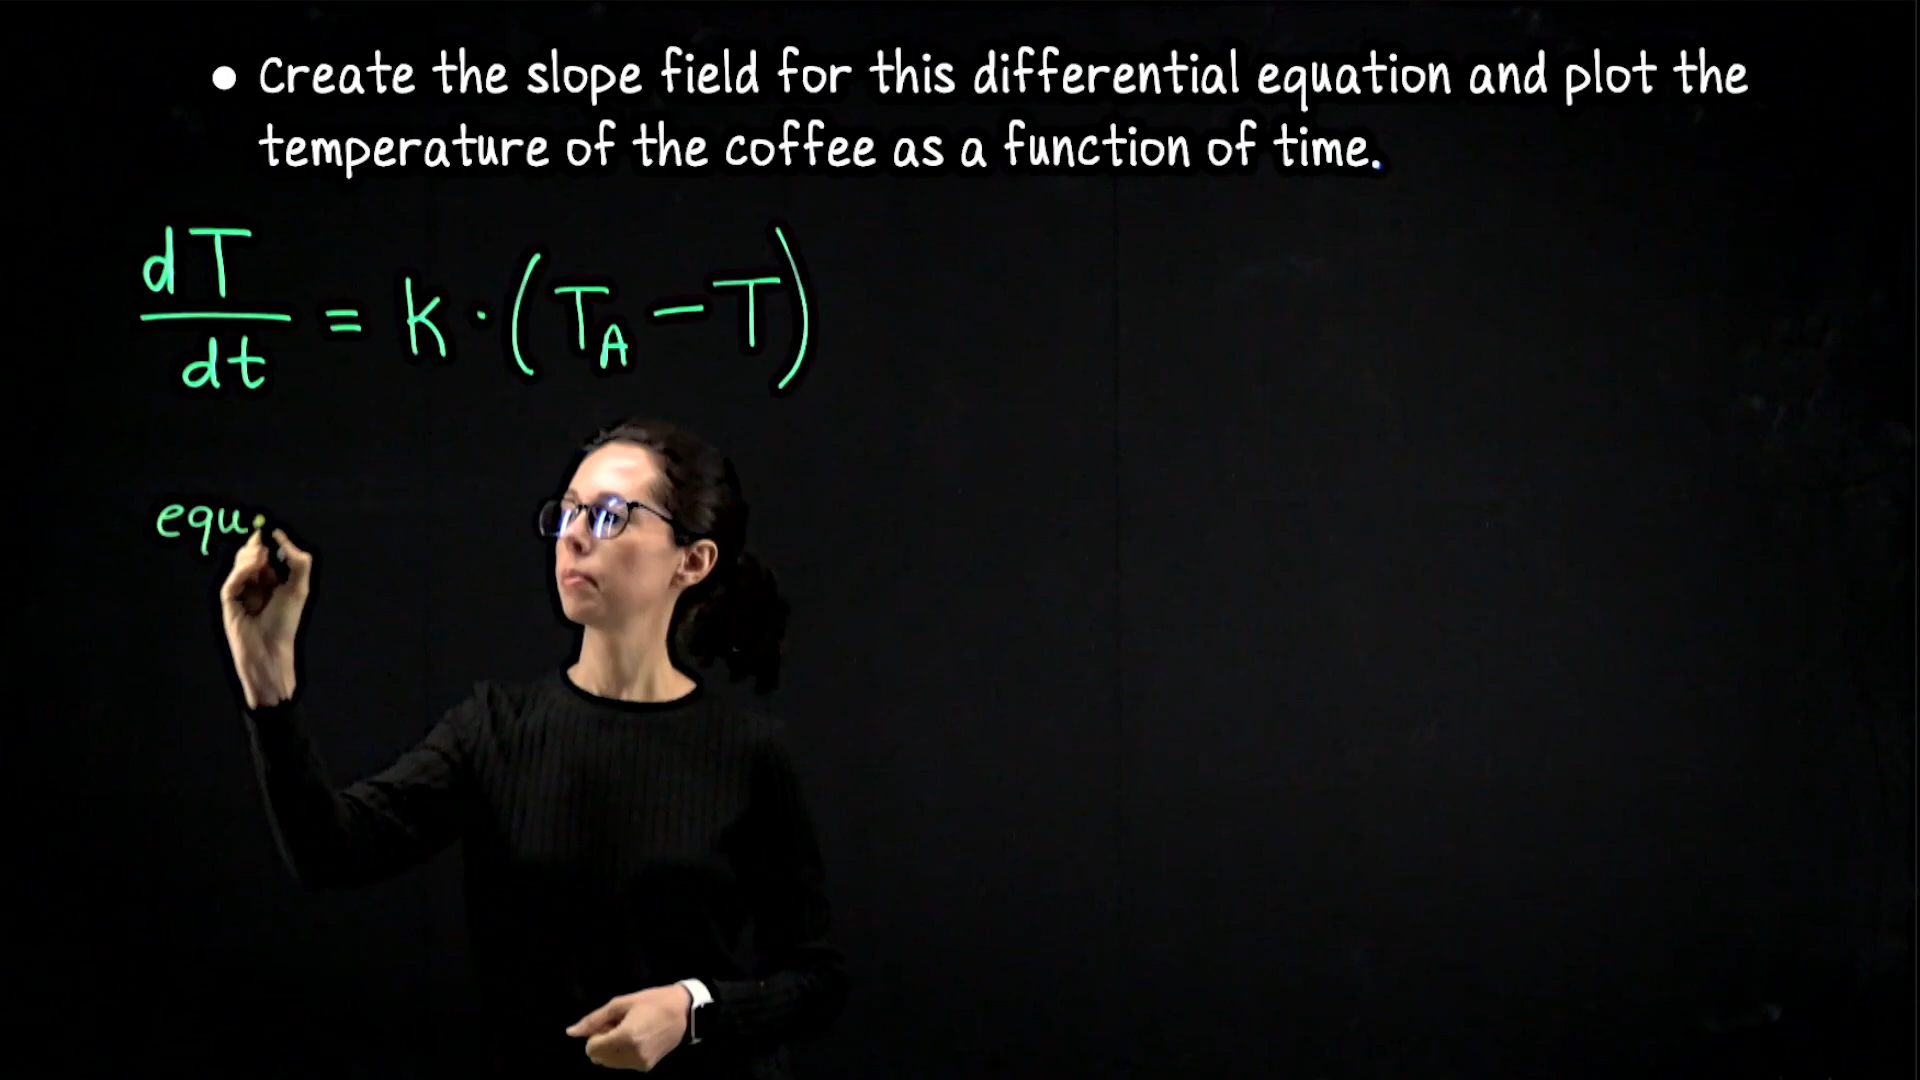 • Create the slope field for this differential equation and plot the
temperature of the coffee as a function of time.
dT/dt = k · (T_A − T)
equ